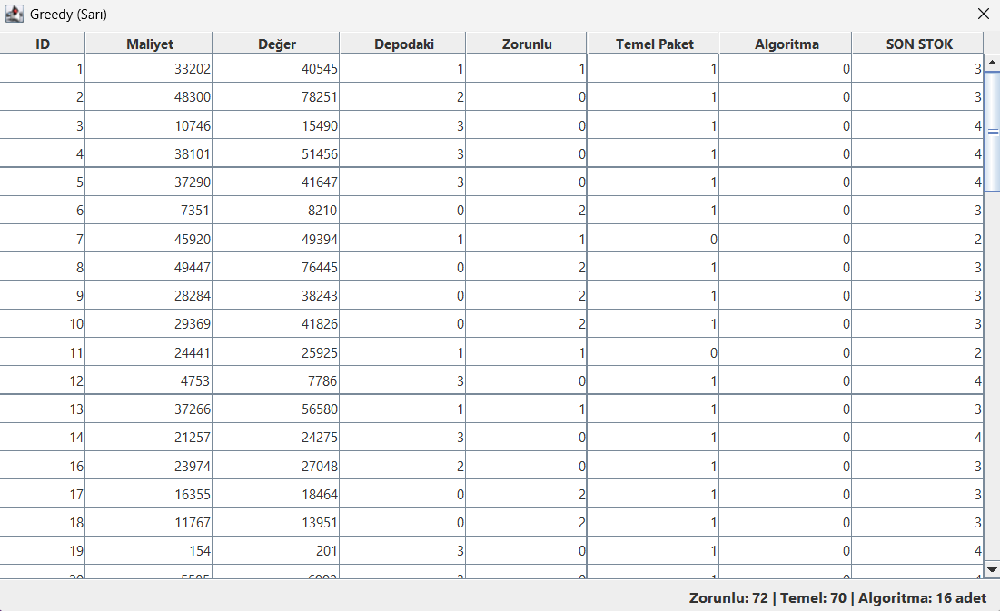 Greedy (Sarı)
ID Maliyet Değer Depodaki Zorunlu Temel Paket Algoritma SON STOK
1 33202 40545 1 1 1 0 3
2 48300 78251 2 0 1 0 3
3 10746 15490 3 0 1 0 4
4 38101 51456 3 0 1 0 4
5 37290 41647 3 0 1 0 4
6 7351 8210 0 2 1 0 3
7 45920 49394 1 1 0 0 2
8 49447 76445 0 2 1 0 3
9 28284 38243 0 2 1 0 3
10 29369 41826 0 2 1 0 3
11 24441 25925 1 1 0 0 2
12 4753 7786 3 0 1 0 4
13 37266 56580 1 1 1 0 3
14 21257 24275 3 0 1 0 4
16 23974 27048 2 0 1 0 3
17 16355 18464 0 2 1 0 3
18 11767 13951 0 2 1 0 3
19 154 201 3 0 1 0 4
Zorunlu: 72 | Temel: 70 | Algoritma: 16 adet